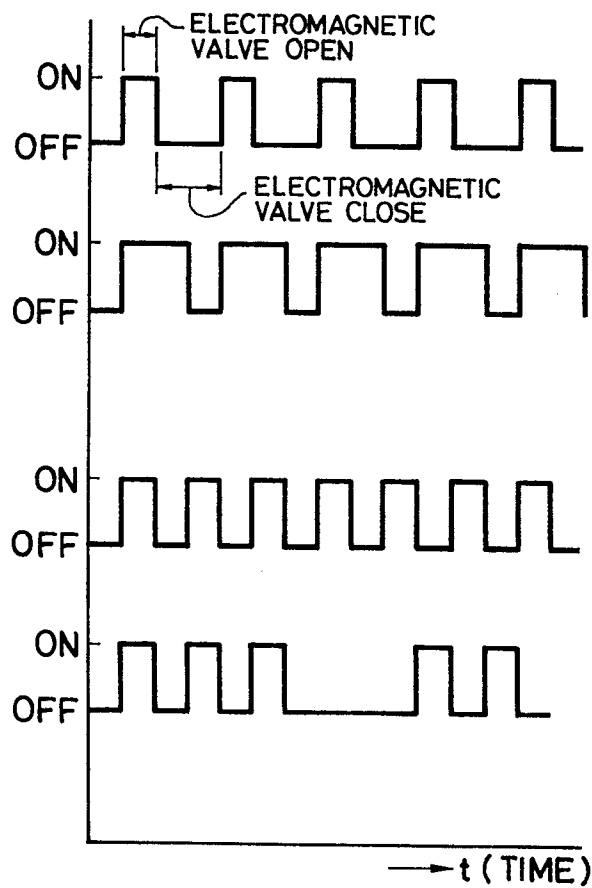 ELECTROMAGNETIC
VALVE OPEN
ON
OFF
ELECTROMAGNETIC
VALVE CLOSE
ON
OFF
ON
OFF
ON
OFF
t (TIME)